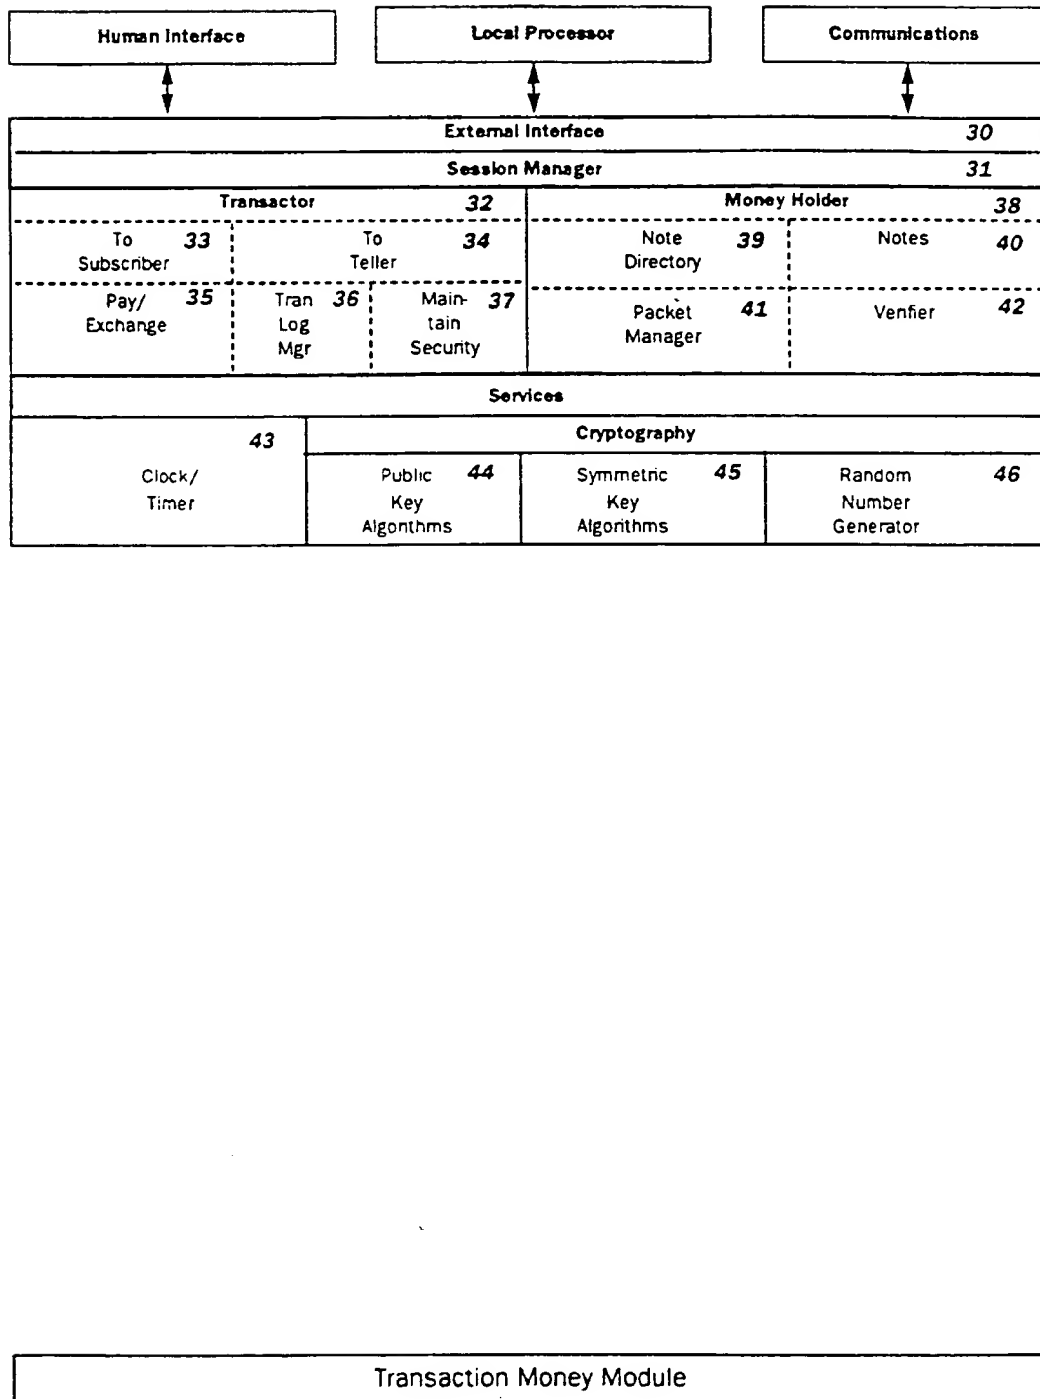 Human Interface
Local Processor
Communications
External Interface 30
Session Manager 31
Transactor 32
Money Holder 38
To Subscriber 33
To Teller 34
Note Directory 39
Notes 40
Pay/ Exchange 35
Tran Log Mgr 36
Main- tain Security 37
Packet Manager 41
Verifier 42
Services
43
Clock/ Timer
Cryptography
Public Key Algorithms 44
Symmetric Key Algorithms 45
Random Number Generator 46
Transaction Money Module